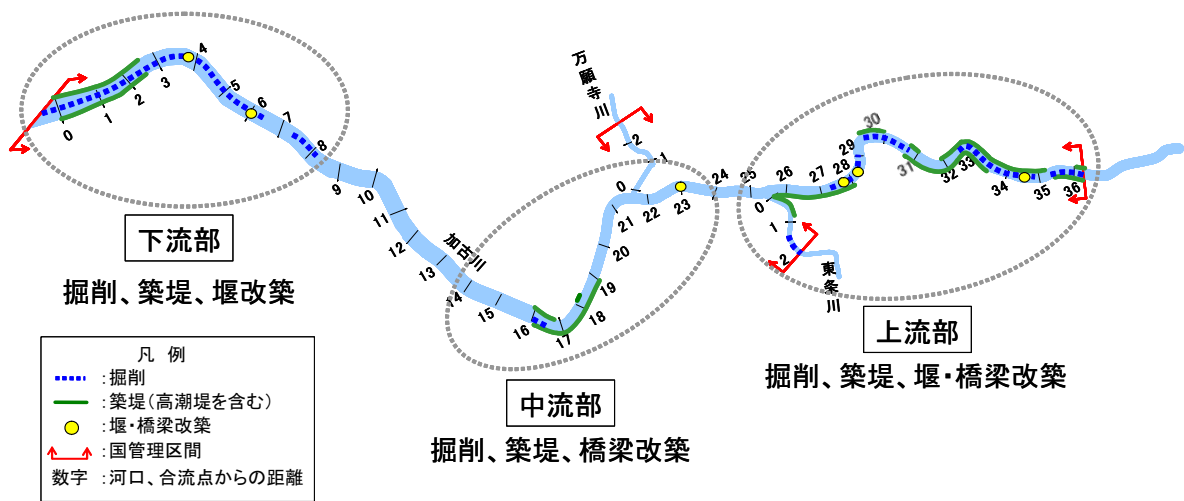 0
1
2
3
4
5
6
7
8
9
10
11
12
13
14
15
16
17
18
19
20
21
22
23
24
25
26
27
28
29
30
31
32
33
34
35
36
万願寺川
0
1
2
東条川
0
1
2
加古川
下流部
掘削、築堤、堰改築
中流部
掘削、築堤、橋梁改築
上流部
掘削、築堤、堰・橋梁改築
凡 例
:掘削
:築堤(高潮堤を含む)
:堰・橋梁改築
:国管理区間
数字 :河口、合流点からの距離